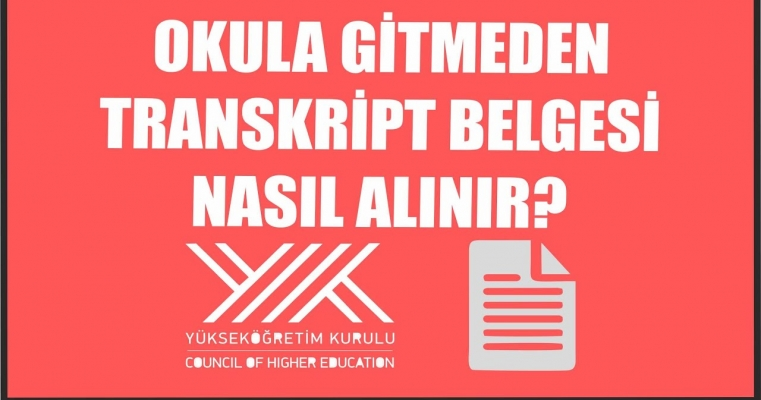 OKULA GİTMEDEN
TRANSKRİPT BELGESİ
NASIL ALINIR?
YÜKSEKÖĞRETİM KURULU
COUNCIL OF HIGHER EDUCATION